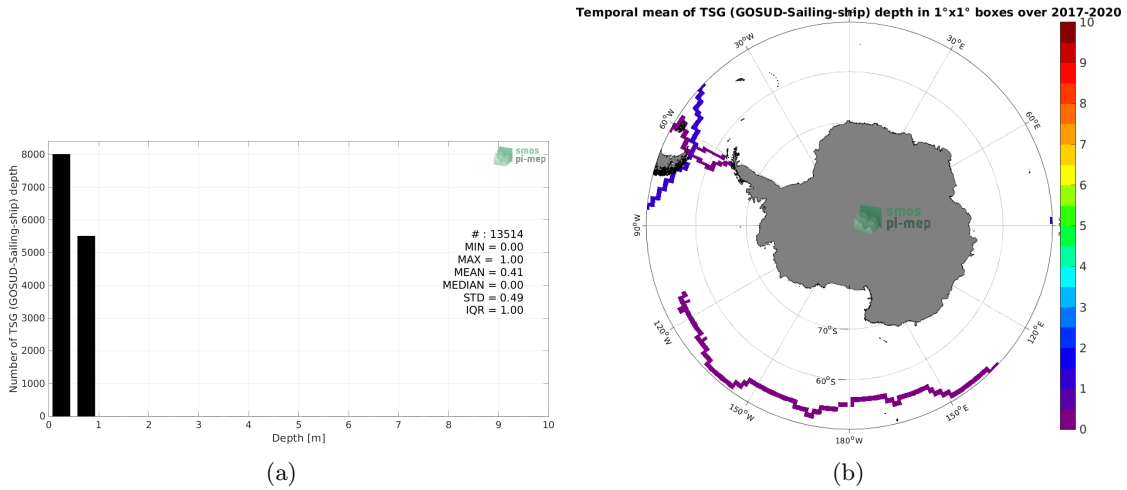 Temporal mean of TSG (GOSUD-Sailing-ship) depth in 1°x1° boxes over 2017-2020
Number of TSG (GOSUD-Sailing-ship) depth
8000
7000
6000
5000
4000
3000
2000
1000
0
smos
pi-mep
# : 13514
MIN = 0.00
MAX = 1.00
MEAN = 0.41
MEDIAN = 0.00
STD = 0.49
IQR = 1.00
0 1 2 3 4 5 6 7 8 9 10
Depth [m]
(a)
30°W
30°E
60°W
60°E
90°W
smos
pi-mep
120°W
120°E
70°S
60°S
150°W
150°E
180°W
10
9
8
7
6
5
4
3
2
1
0
(b)